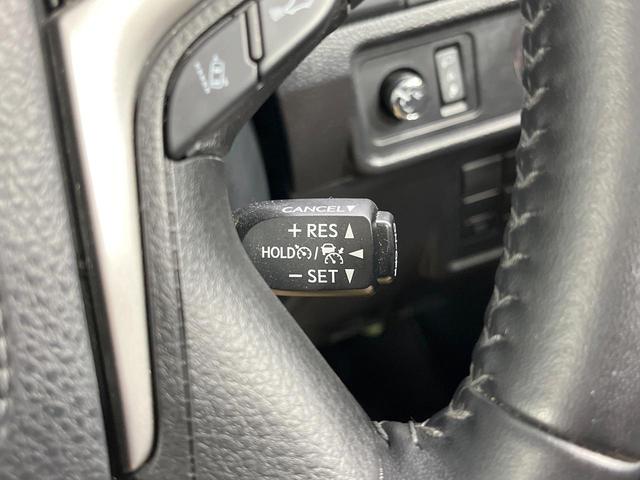 CANCEL▼
+ RES ▲
HOLD / ◄
− SET ▼